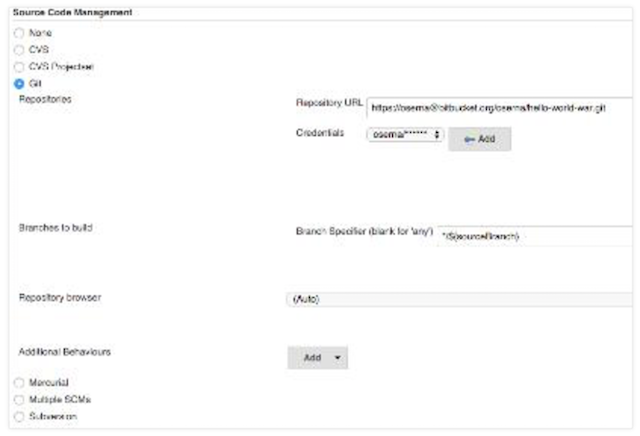 Source Code Management
None
CVS
CVS Projectset
Git
Repositories
Repository URL
https://osema@bitbucket.org/osema/hello-world-war.git
Credentials
osema/******
Add
Branches to build
Branch Specifier (blank for 'any')
*/${sourceBranch}
Repository browser
(Auto)
Additional Behaviours
Add
Mercurial
Multiple SCMs
Subversion